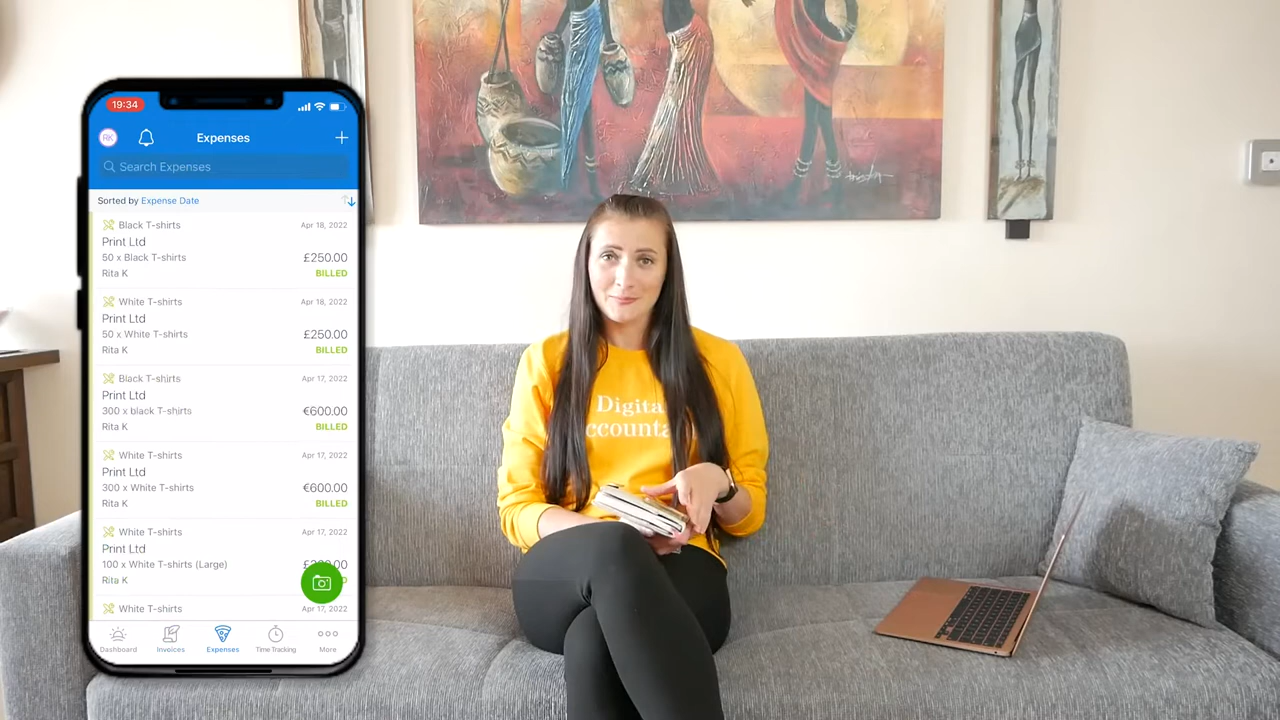 19:34
RK
Expenses
Search Expenses
Sorted by Expense Date
Black T-shirts Apr 18, 2022
Print Ltd
50 x Black T-shirts £250.00
Rita K BILLED
White T-shirts Apr 18, 2022
Print Ltd
50 x White T-shirts £250.00
Rita K BILLED
Black T-shirts Apr 17, 2022
Print Ltd
300 x black T-shirts €600.00
Rita K BILLED
White T-shirts Apr 17, 2022
Print Ltd
300 x White T-shirts €600.00
Rita K BILLED
White T-shirts Apr 17, 2022
Print Ltd
100 x White T-shirts (Large)
Rita K
White T-shirts Apr 17, 2022
Dashboard Invoices Expenses Time Tracking More
Digita
ccounta